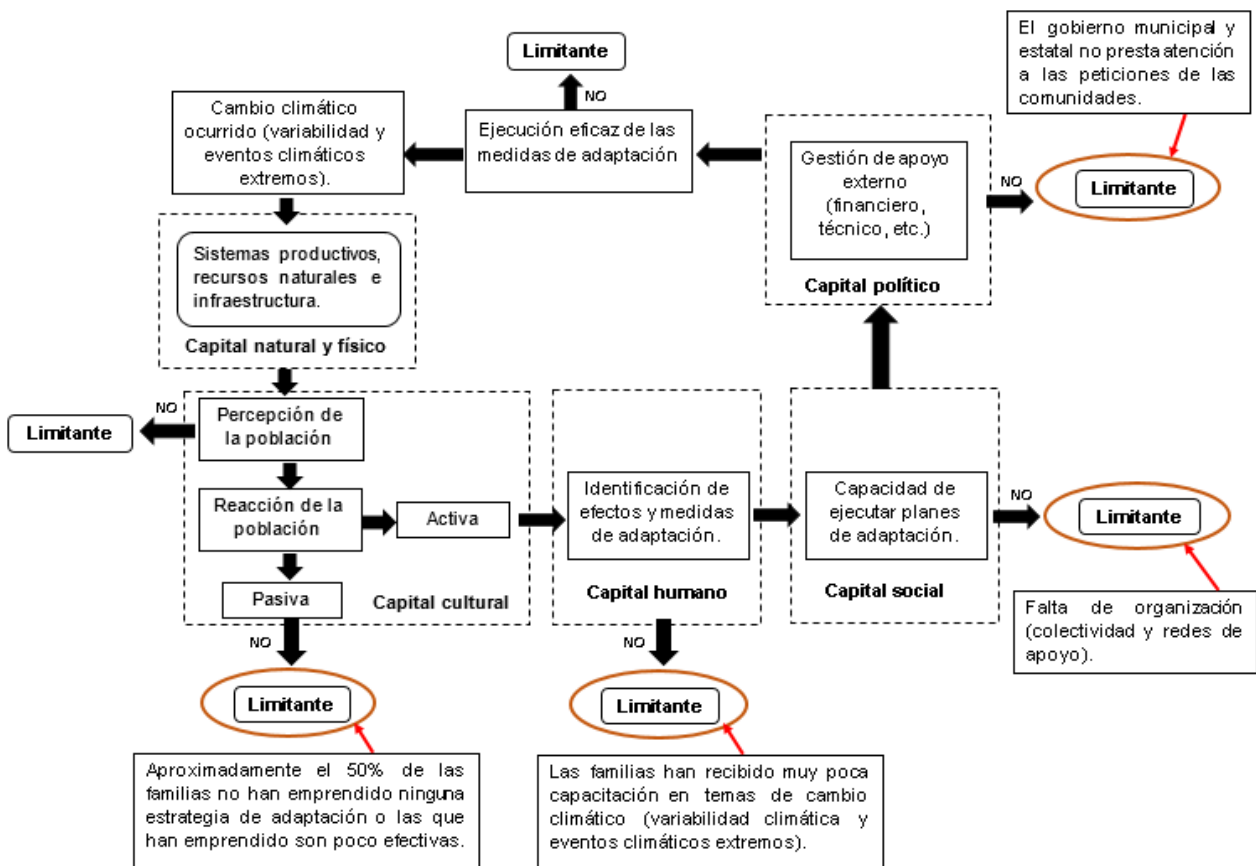 El gobierno municipal y
estatal no presta atención
a las peticiones de las
comunidades.
Limitante
NO
Cambio climático
ocurrido (variabilidad y
eventos climáticos
extremos).
Ejecución eficaz de las
medidas de adaptación
Gestión de apoyo
externo
(financiero,
técnico, etc.)
Capital político
NO
Limitante
Sistemas productivos,
recursos naturales e
infraestructura.
Capital natural y físico
NO
Limitante
Percepción de
la población
Reacción de la
población
Activa
Pasiva
Capital cultural
Identificación de
efectos y medidas
de adaptación.
Capital humano
Capacidad de
ejecutar planes
de adaptación.
Capital social
NO
Limitante
Falta de organización
(colectividad y redes de
apoyo).
NO
Limitante
NO
Limitante
Aproximadamente el 50% de las
familias no han emprendido ninguna
estrategia de adaptación o las que
han emprendido son poco efectivas.
Las familias han recibido muy poca
capacitación en temas de cambio
climático (variabilidad climática y
eventos climáticos extremos).